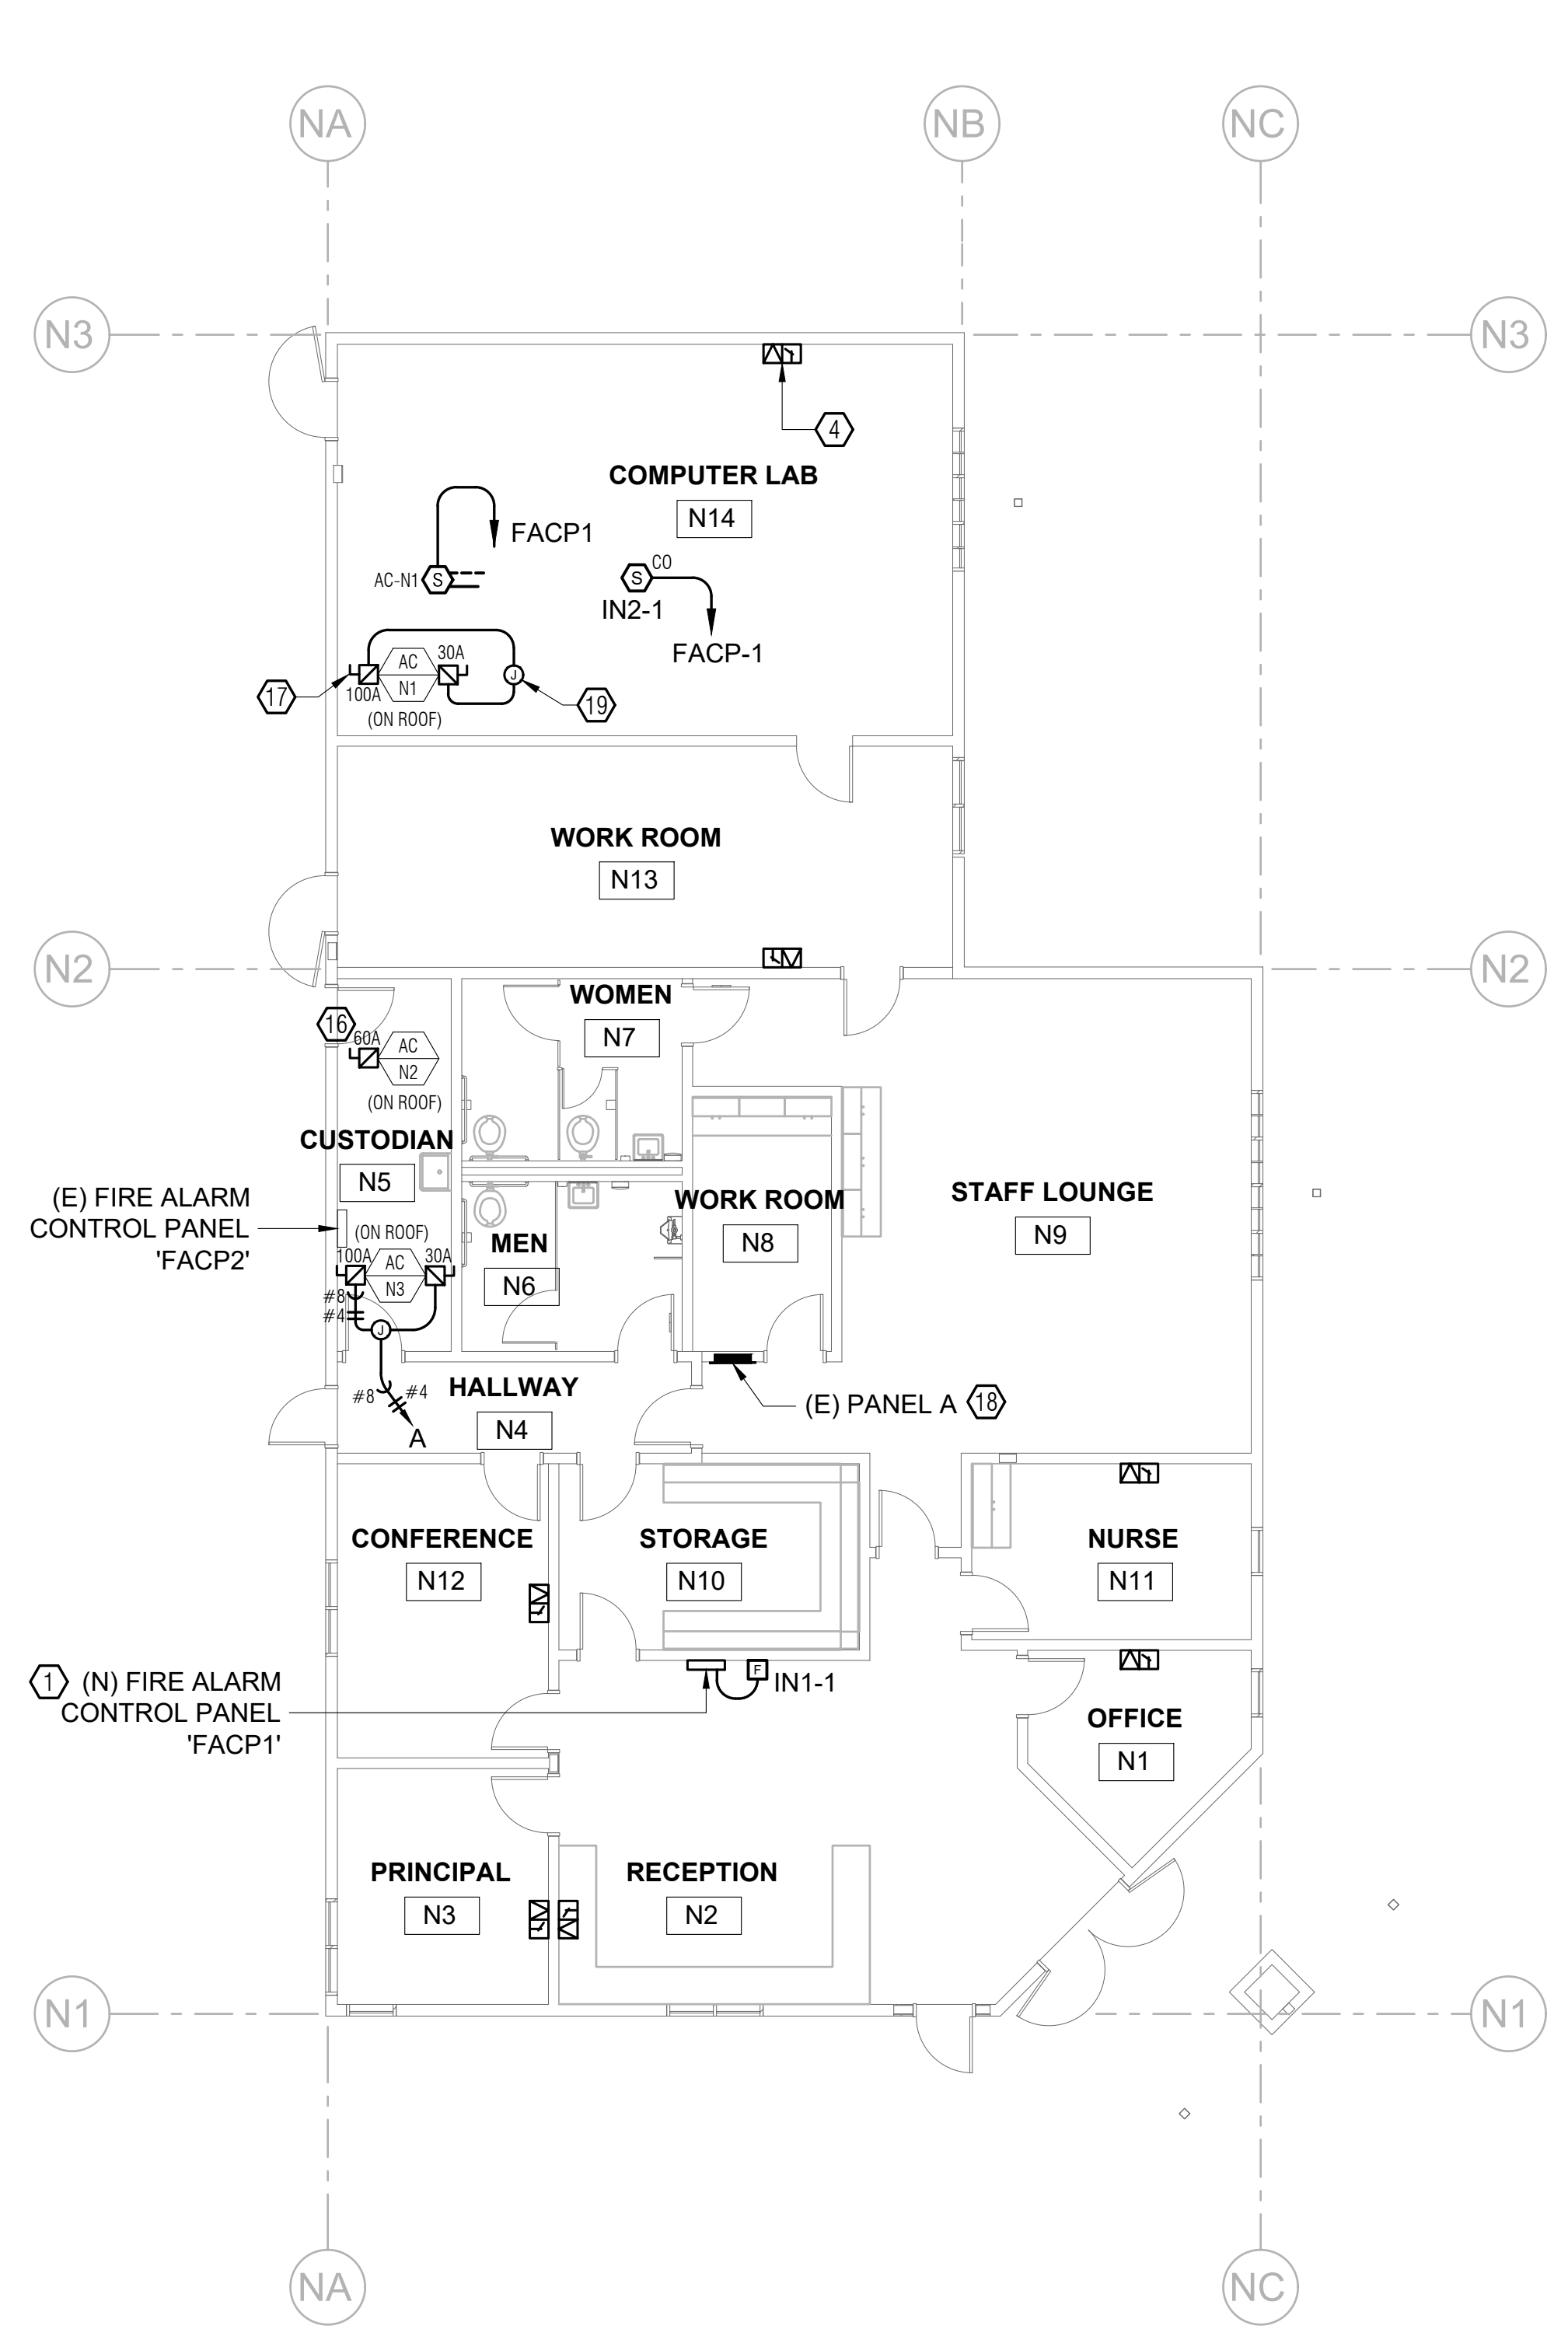 NA
NB
NC
N3
N3
4
COMPUTER LAB
N14
FACP1
AC-N1
S
S
CO
IN2-1
FACP-1
30A
AC
N1
100A
J
17
19
(ON ROOF)
WORK ROOM
N13
N2
N2
WOMEN
N7
16
60A
AC
N2
(ON ROOF)
CUSTODIAN
N5
(E) FIRE ALARM
CONTROL PANEL
'FACP2'
WORK ROOM
N8
STAFF LOUNGE
N9
(ON ROOF)
100A
AC
N3
30A
MEN
N6
#8
#4
J
HALLWAY
N4
#8
#4
A
(E) PANEL A
18
CONFERENCE
N12
STORAGE
N10
NURSE
N11
1
(N) FIRE ALARM
CONTROL PANEL
'FACP1'
F
IN1-1
OFFICE
N1
PRINCIPAL
N3
RECEPTION
N2
N1
N1
NA
NC